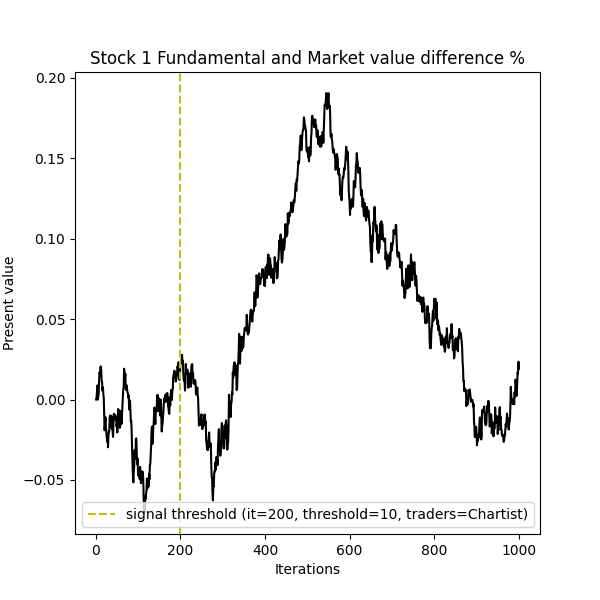 Stock 1 Fundamental and Market value difference %
Present value
0.20
0.15
0.10
0.05
0.00
−0.05
signal threshold (it=200, threshold=10, traders=Chartist)
0 200 400 600 800 1000
Iterations